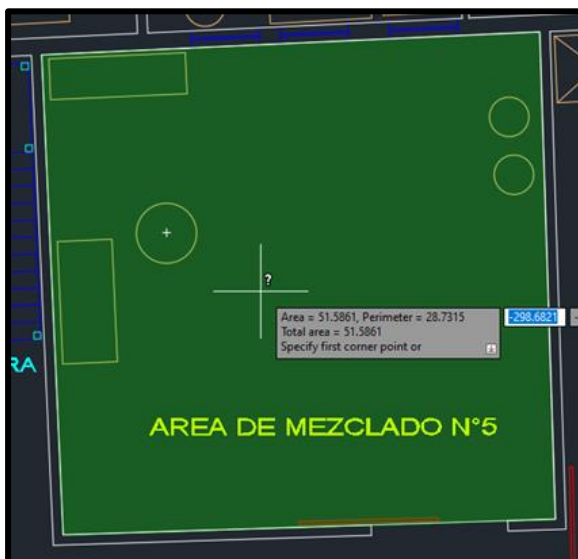 ?
Area = 51.5861, Perimeter = 28.7315
Total area = 51.5861
Specify first corner point or
-298.6821
RA
AREA DE MEZCLADO N°5